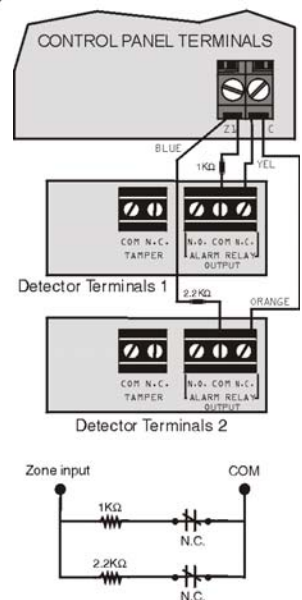 CONTROL PANEL TERMINALS
Z1 C
BLUE
1KΩ
YEL
COM N.C.
TAMPER
N.O. COM N.C.
ALARM RELAY
OUTPUT
Detector Terminals 1
2.2KΩ
ORANGE
COM N.C.
TAMPER
N.O. COM N.C.
ALARM RELAY
OUTPUT
Detector Terminals 2
Zone input COM
1KΩ
N.C.
2.2KΩ
N.C.